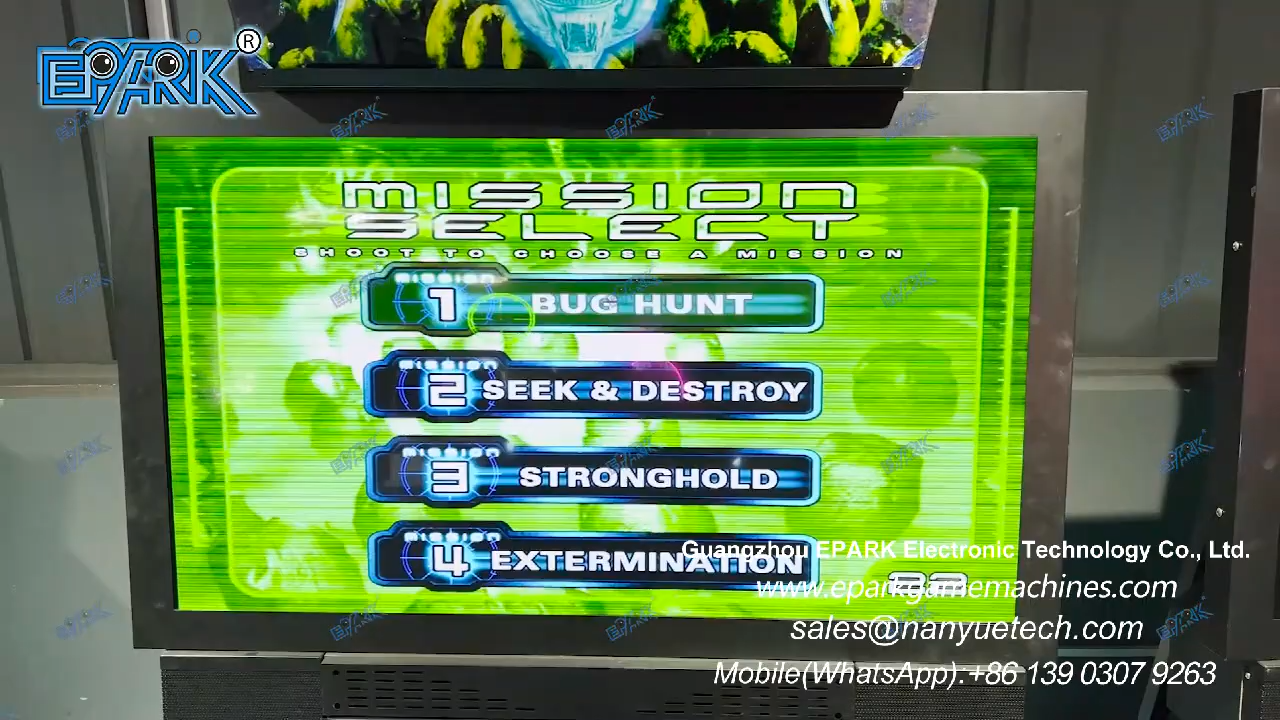 EPARK®
MISSION
SELECT
SHOOT TO CHOOSE A MISSION
MISSION
1 BUG HUNT
MISSION
2 SEEK & DESTROY
MISSION
3 STRONGHOLD
MISSION
4 EXTERMINATION
Guangzhou EPARK Electronic Technology Co., Ltd.
www.eparkgamemachines.com
sales@nanyuetech.com
Mobile(WhatsApp):+86 139 0307 9263